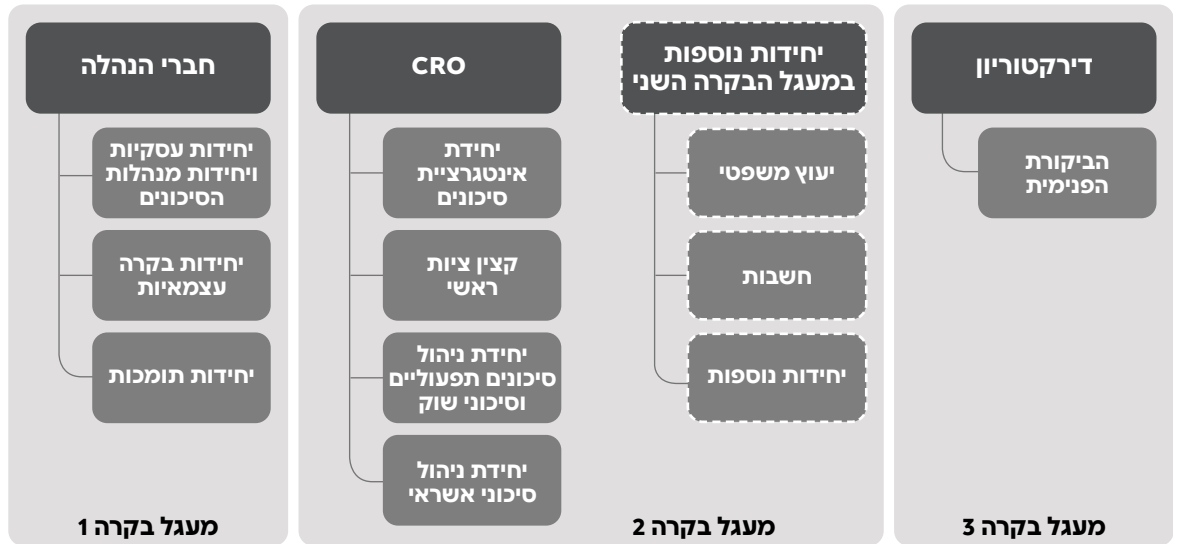 דירקטוריון
הביקורת
הפנימית
מעגל בקרה 3
יחידות נוספות
במעגל הבקרה השני
יעוץ משפטי
חשבות
יחידות נוספות
CRO
יחידת
אינטגרציית
סיכונים
קצין ציות
ראשי
יחידת ניהול
סיכונים תפעוליים
וסיכוני שוק
יחידת ניהול
סיכוני אשראי
מעגל בקרה 2
חברי הנהלה
יחידות עסקיות
ויחידות מנהלות
הסיכונים
יחידות בקרה
עצמאיות
יחידות תומכות
מעגל בקרה 1